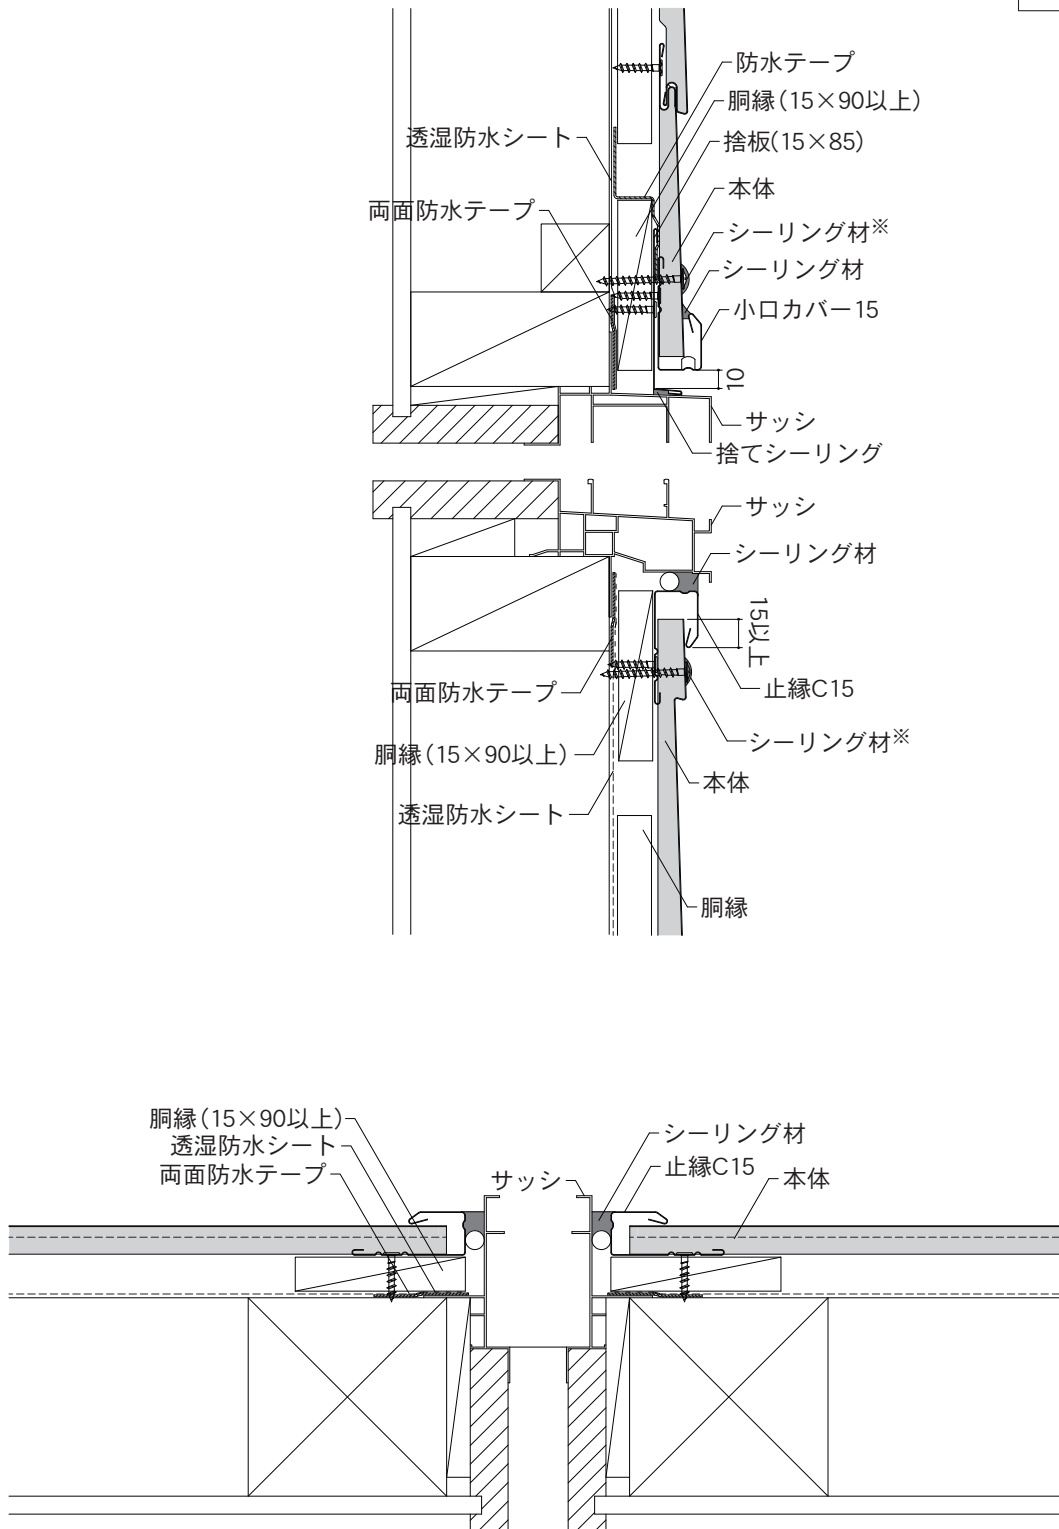 防水テープ
胴縁(15×90以上)
透湿防水シート
捨板(15×85)
本体
両面防水テープ
シーリング材※
シーリング材
小口カバー15
10
サッシ
捨てシーリング
サッシ
シーリング材
15以上
両面防水テープ
止縁C15
シーリング材※
胴縁(15×90以上)
本体
透湿防水シート
胴縁
胴縁(15×90以上)
透湿防水シート
両面防水テープ
サッシ
シーリング材
止縁C15
本体